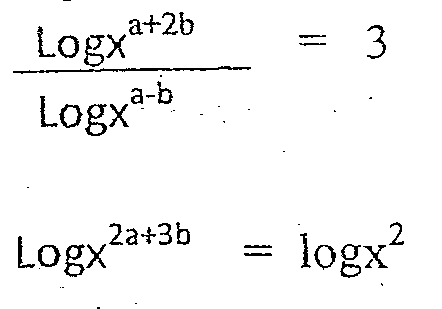 Logx^{a+2b} = 3
Logx^{a-b}
Logx^{2a+3b} = logx^2